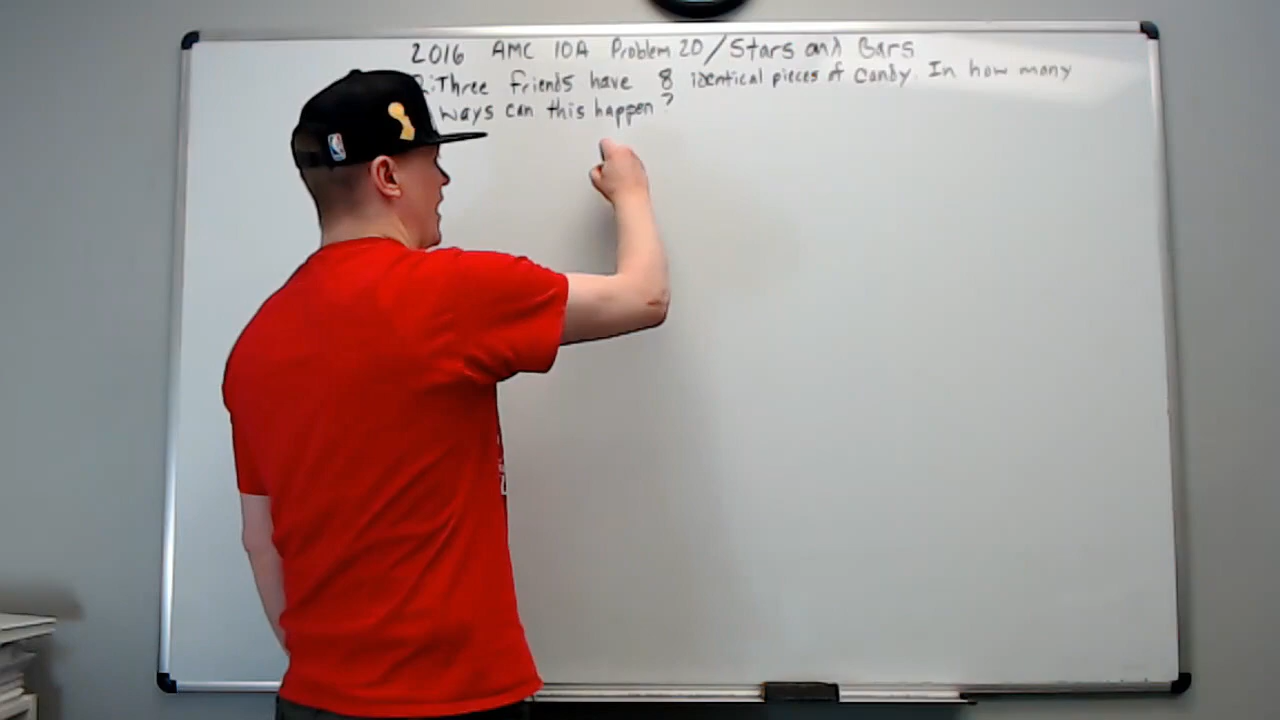 2016 AMC 10A Problem 20/Stars and Bars
Q:Three friends have 8 identical pieces of candy. In how many
ways can this happen?